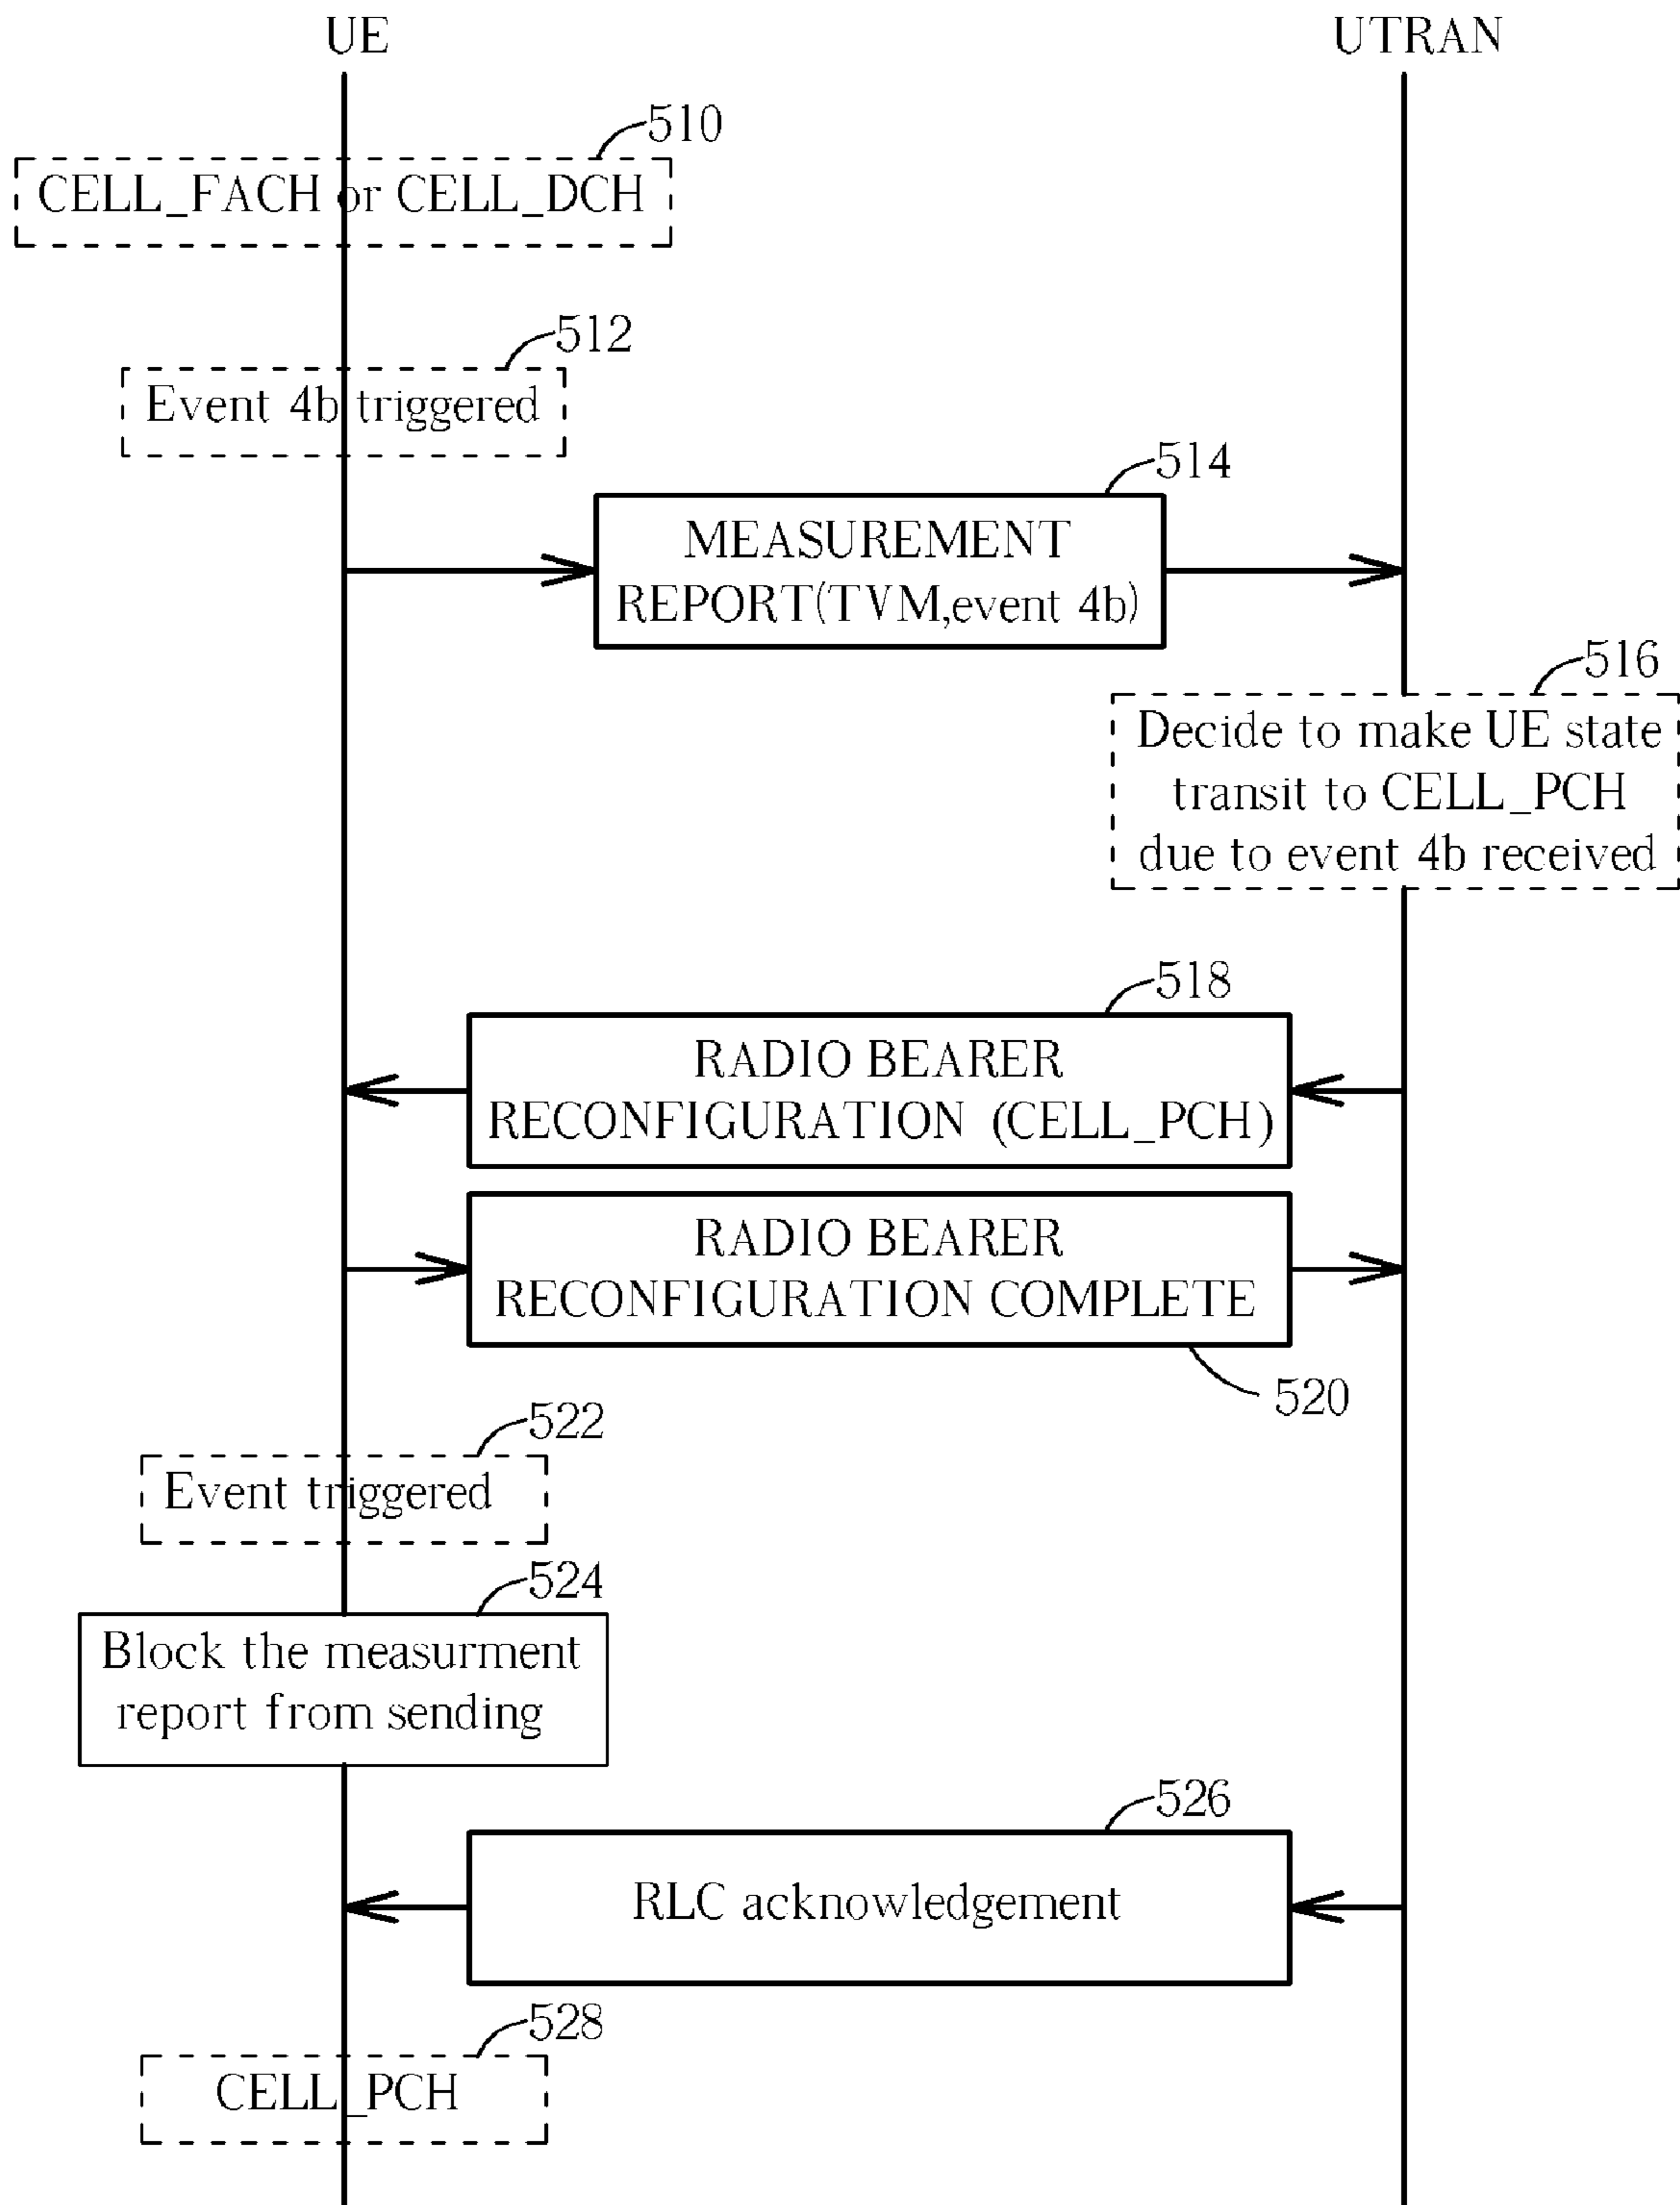 UE
UTRAN
510
CELL_FACH or CELL_DCH
512
Event 4b triggered
514
MEASUREMENT
REPORT(TVM,event 4b)
516
Decide to make UE state
transit to CELL_PCH
due to event 4b received
518
RADIO BEARER
RECONFIGURATION (CELL_PCH)
RADIO BEARER
RECONFIGURATION COMPLETE
520
522
Event triggered
524
Block the measurment
report from sending
526
RLC acknowledgement
528
CELL_PCH